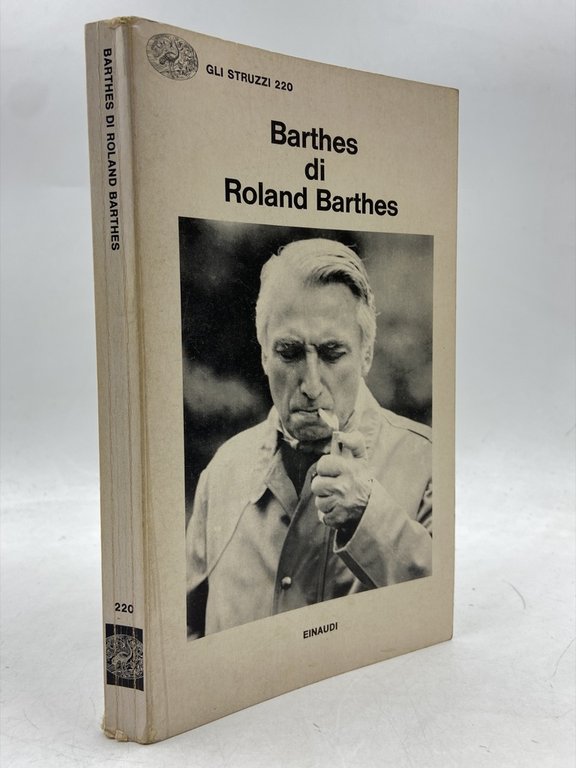 BARTHES DI ROLAND BARTHES
220
GLI STRUZZI 220
Barthes
di
Roland Barthes
EINAUDI